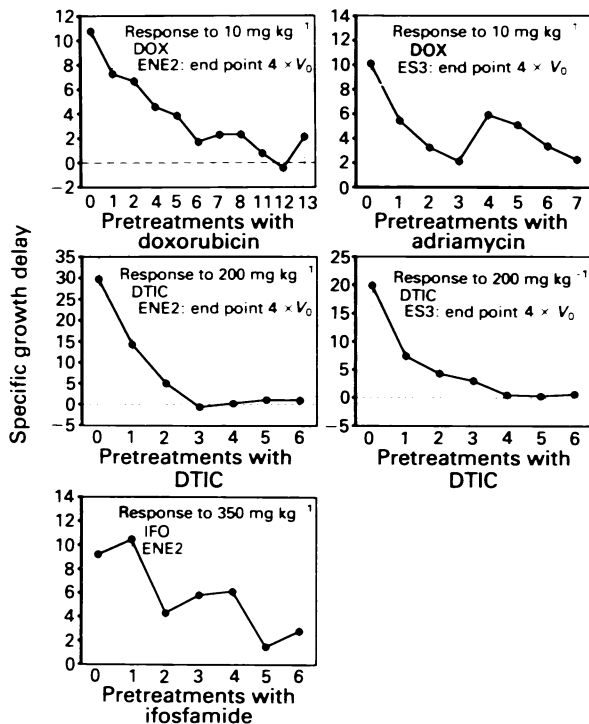 Specific growth delay
12
10
8
6
4
2
0
−2
Response to 10 mg kg ¹
DOX
ENE2: end point 4 × V₀
0 1 2 4 5 6 7 8 11 12 13
Pretreatments with
doxorubicin
14
12
10
8
6
4
2
0
Response to 10 mg kg ¹
DOX
ES3: end point 4 × V₀
0 1 2 3 4 5 6 7
Pretreatments with
adriamycin
35
30
25
20
15
10
5
0
−5
Response to 200 mg kg ¹
DTIC
ENE2: end point 4 × V₀
0 1 2 3 4 5 6
Pretreatments with
DTIC
25
20
15
10
5
0
−5
Response to 200 mg kg⁻¹
DTIC
ES3: end point 4 × V₀
0 1 2 3 4 5 6
Pretreatments with
DTIC
14
12
10
8
6
4
2
0
Response to 350 mg kg ¹
IFO
ENE2
0 1 2 3 4 5 6
Pretreatments with
ifosfamide